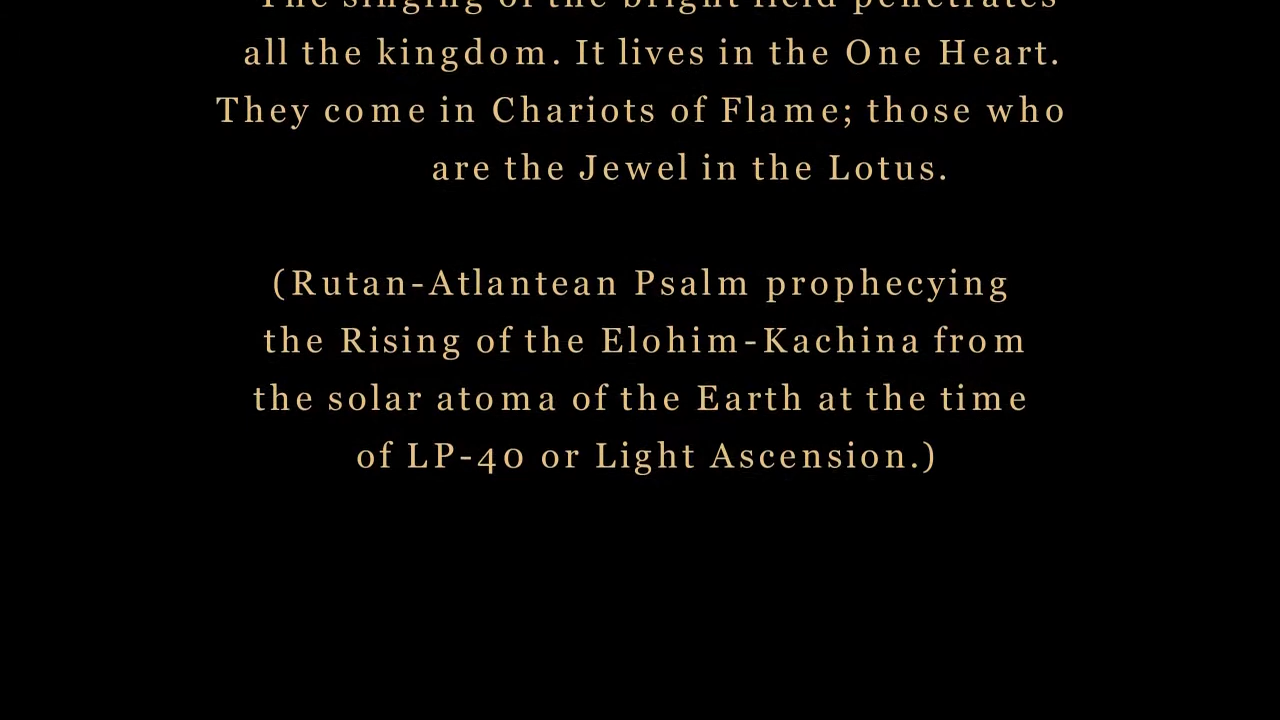 The singing of the bright field penetrates
all the kingdom. It lives in the One Heart.
They come in Chariots of Flame; those who
are the Jewel in the Lotus.
(Rutan-Atlantean Psalm prophecying
the Rising of the Elohim-Kachina from
the solar atoma of the Earth at the time
of LP-40 or Light Ascension.)